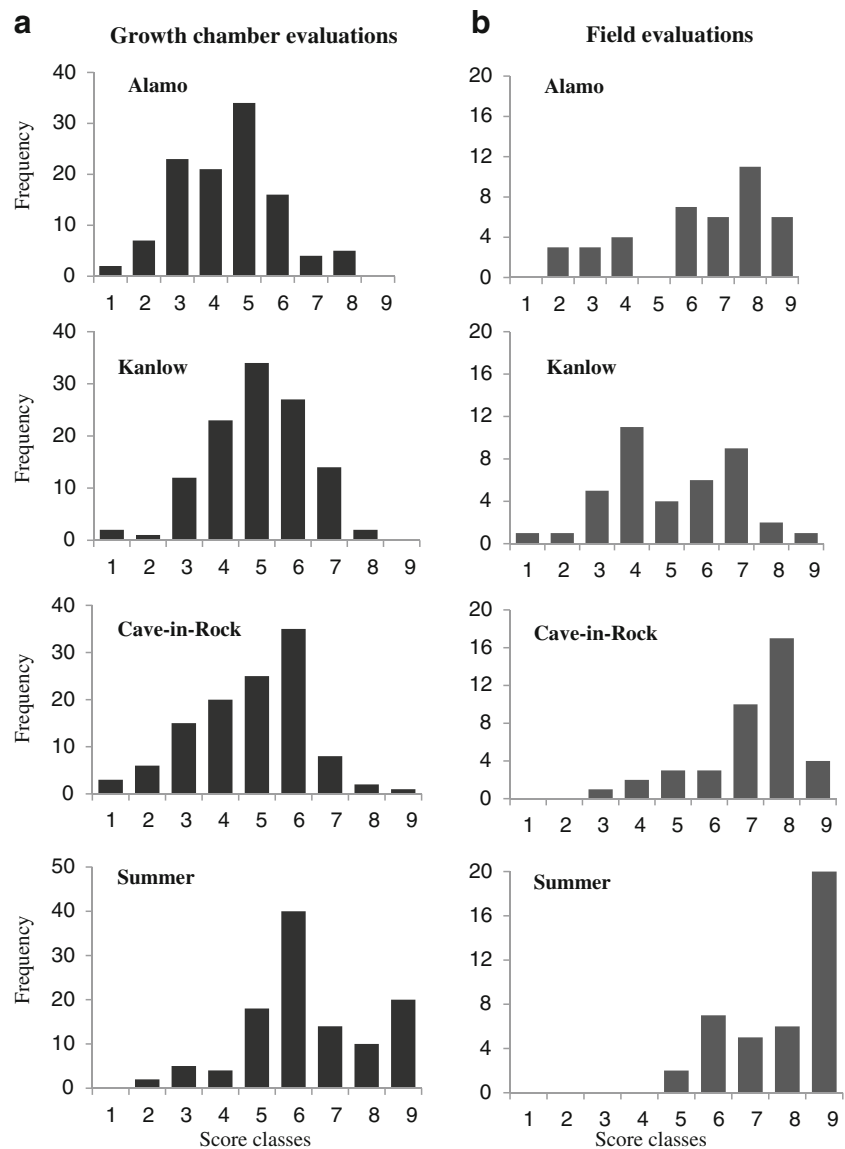 a
Growth chamber evaluations
b
Field evaluations
Alamo
Frequency
40
30
20
10
0
1 2 3 4 5 6 7 8 9
Alamo
20
16
12
8
4
0
1 2 3 4 5 6 7 8 9
Kanlow
Frequency
40
30
20
10
0
1 2 3 4 5 6 7 8 9
Kanlow
20
16
12
8
4
0
1 2 3 4 5 6 7 8 9
Cave-in-Rock
Frequency
40
30
20
10
0
1 2 3 4 5 6 7 8 9
Cave-in-Rock
20
16
12
8
4
0
1 2 3 4 5 6 7 8 9
Summer
Frequency
50
40
30
20
10
0
1 2 3 4 5 6 7 8 9
Score classes
Summer
20
16
12
8
4
0
1 2 3 4 5 6 7 8 9
Score classes